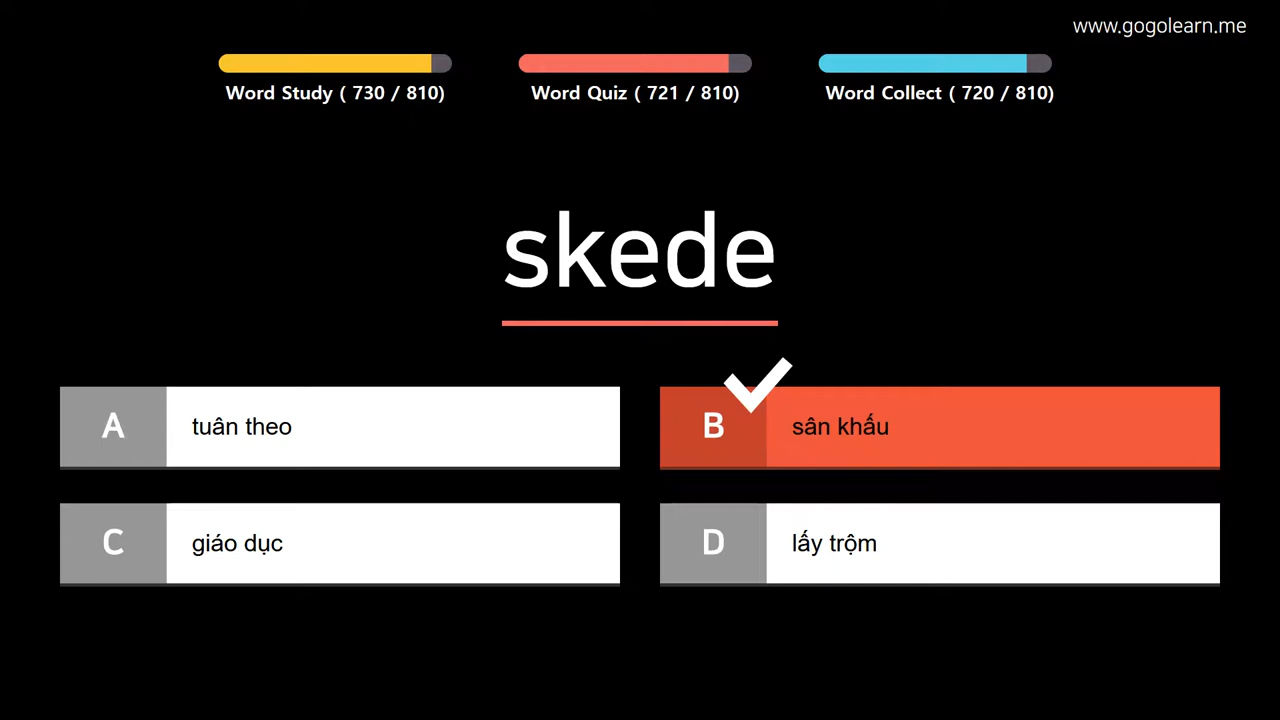 www.gogolearn.me
Word Study ( 730 / 810)
Word Quiz ( 721 / 810)
Word Collect ( 720 / 810)
skede
A tuân theo
B sân khấu
C giáo dục
D lấy trộm